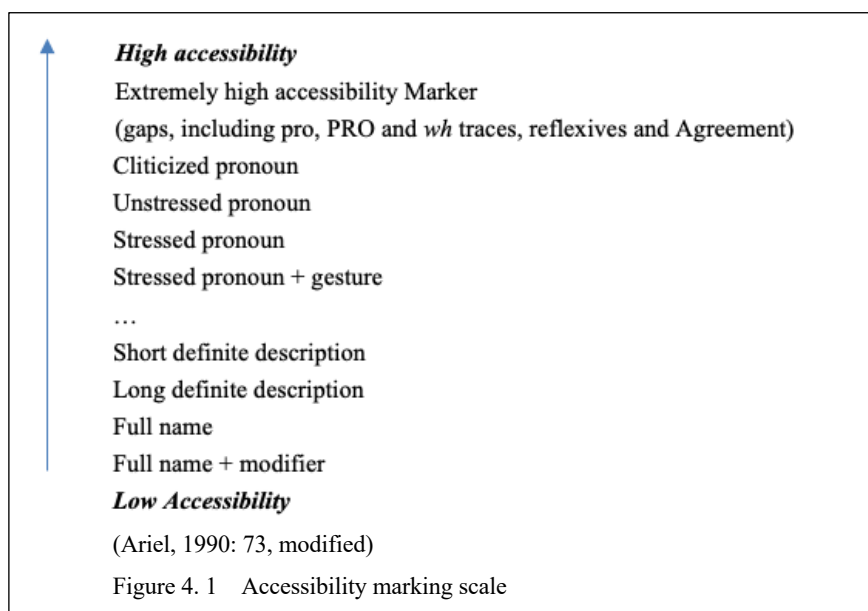 High accessibility
Extremely high accessibility Marker
(gaps, including pro, PRO and wh traces, reflexives and Agreement)
Cliticized pronoun
Unstressed pronoun
Stressed pronoun
Stressed pronoun + gesture
…
Short definite description
Long definite description
Full name
Full name + modifier
Low Accessibility
(Ariel, 1990: 73, modified)
Figure 4. 1 Accessibility marking scale